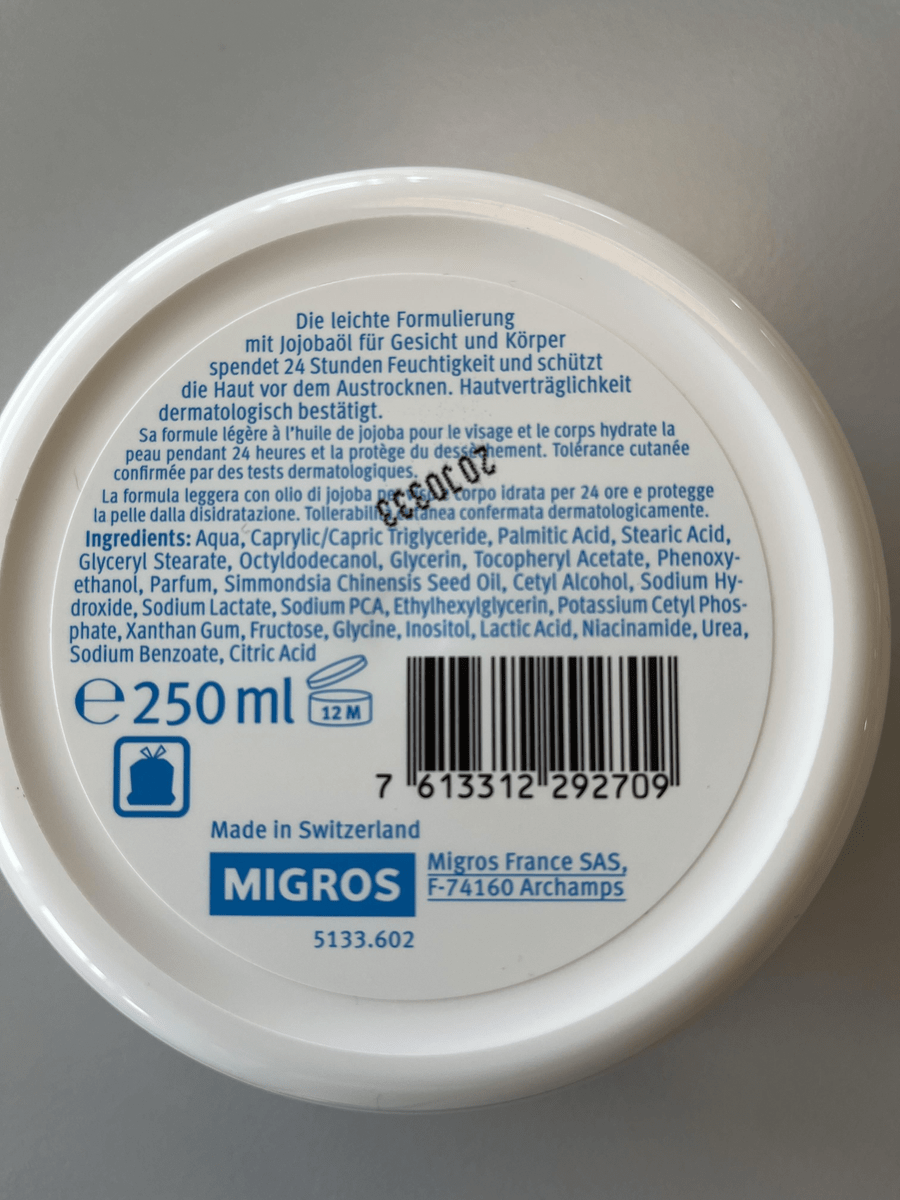 Die leichte Formulierung
mit Jojobaöl für Gesicht und Körper
spendet 24 Stunden Feuchtigkeit und schützt
die Haut vor dem Austrocknen. Hautverträglichkeit
dermatologisch bestätigt.
Sa formule légère à l'huile de jojoba pour le visage et le corps hydrate la
peau pendant 24 heures et la protège du dessèchement. Tolérance cutanée
confirmée par des tests dermatologiques.
La formula leggera con olio di jojoba per viso e corpo idrata per 24 ore e protegge
la pelle dalla disidratazione. Tollerabilità cutanea confermata dermatologicamente.
Ingredients: Aqua, Caprylic/Capric Triglyceride, Palmitic Acid, Stearic Acid,
Glyceryl Stearate, Octyldodecanol, Glycerin, Tocopheryl Acetate, Phenoxy-
ethanol, Parfum, Simmondsia Chinensis Seed Oil, Cetyl Alcohol, Sodium Hy-
droxide, Sodium Lactate, Sodium PCA, Ethylhexylglycerin, Potassium Cetyl Phos-
phate, Xanthan Gum, Fructose, Glycine, Inositol, Lactic Acid, Niacinamide, Urea,
Sodium Benzoate, Citric Acid
℮ 250 ml
12 M
7 613312 292709
Made in Switzerland
MIGROS
Migros France SAS,
F-74160 Archamps
5133.602